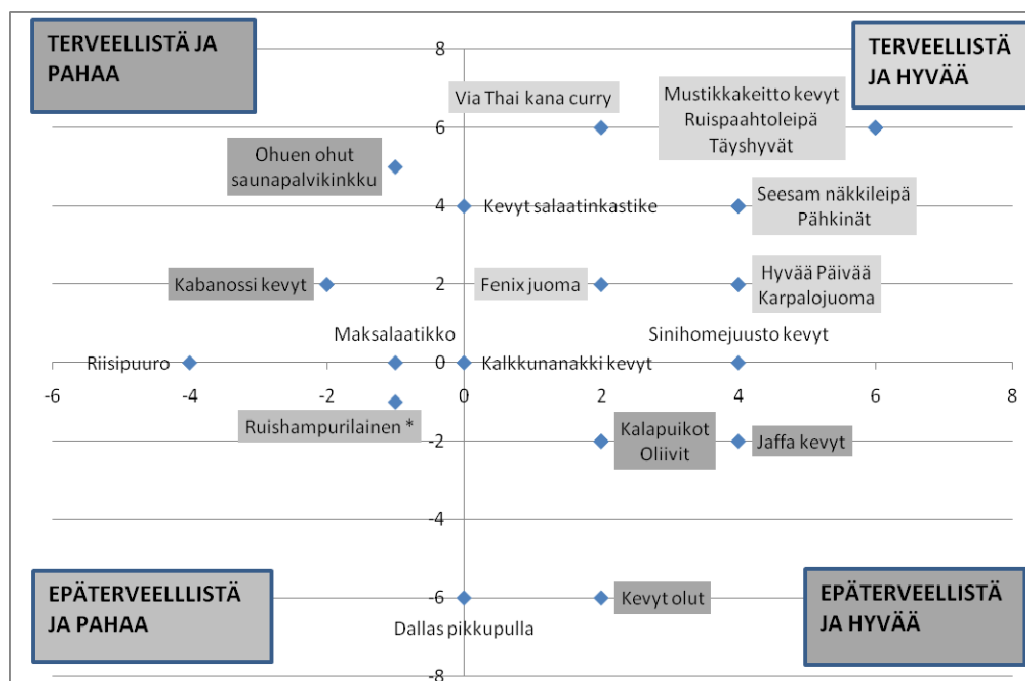 TERVEELLISTÄ JA
PAHAA
8
TERVEELLISTÄ
JA HYVÄÄ
Via Thai kana curry
Mustikkakeitto kevyt
Ruispaahtoleipä
Täyshyvät
6
Ohuen ohut
saunapalvikinkku
4
Kevyt salaatinkastike
Seesam näkkileipä
Pähkinät
Kabanossi kevyt
2
Fenix juoma
Hyvää Päivää
Karpalojuoma
Maksalaatikko
Sinihomejuusto kevyt
Riisipuuro
0
Kalkkunanakki kevyt
-6
-4
-2
0
2
4
6
8
Ruishampurilainen *
-2
Kalapuikot
Oliivit
Jaffa kevyt
-4
EPÄTERVEELLLISTÄ
JA PAHAA
-6
Kevyt olut
EPÄTERVEELLISTÄ
JA HYVÄÄ
Dallas pikkupulla
-8